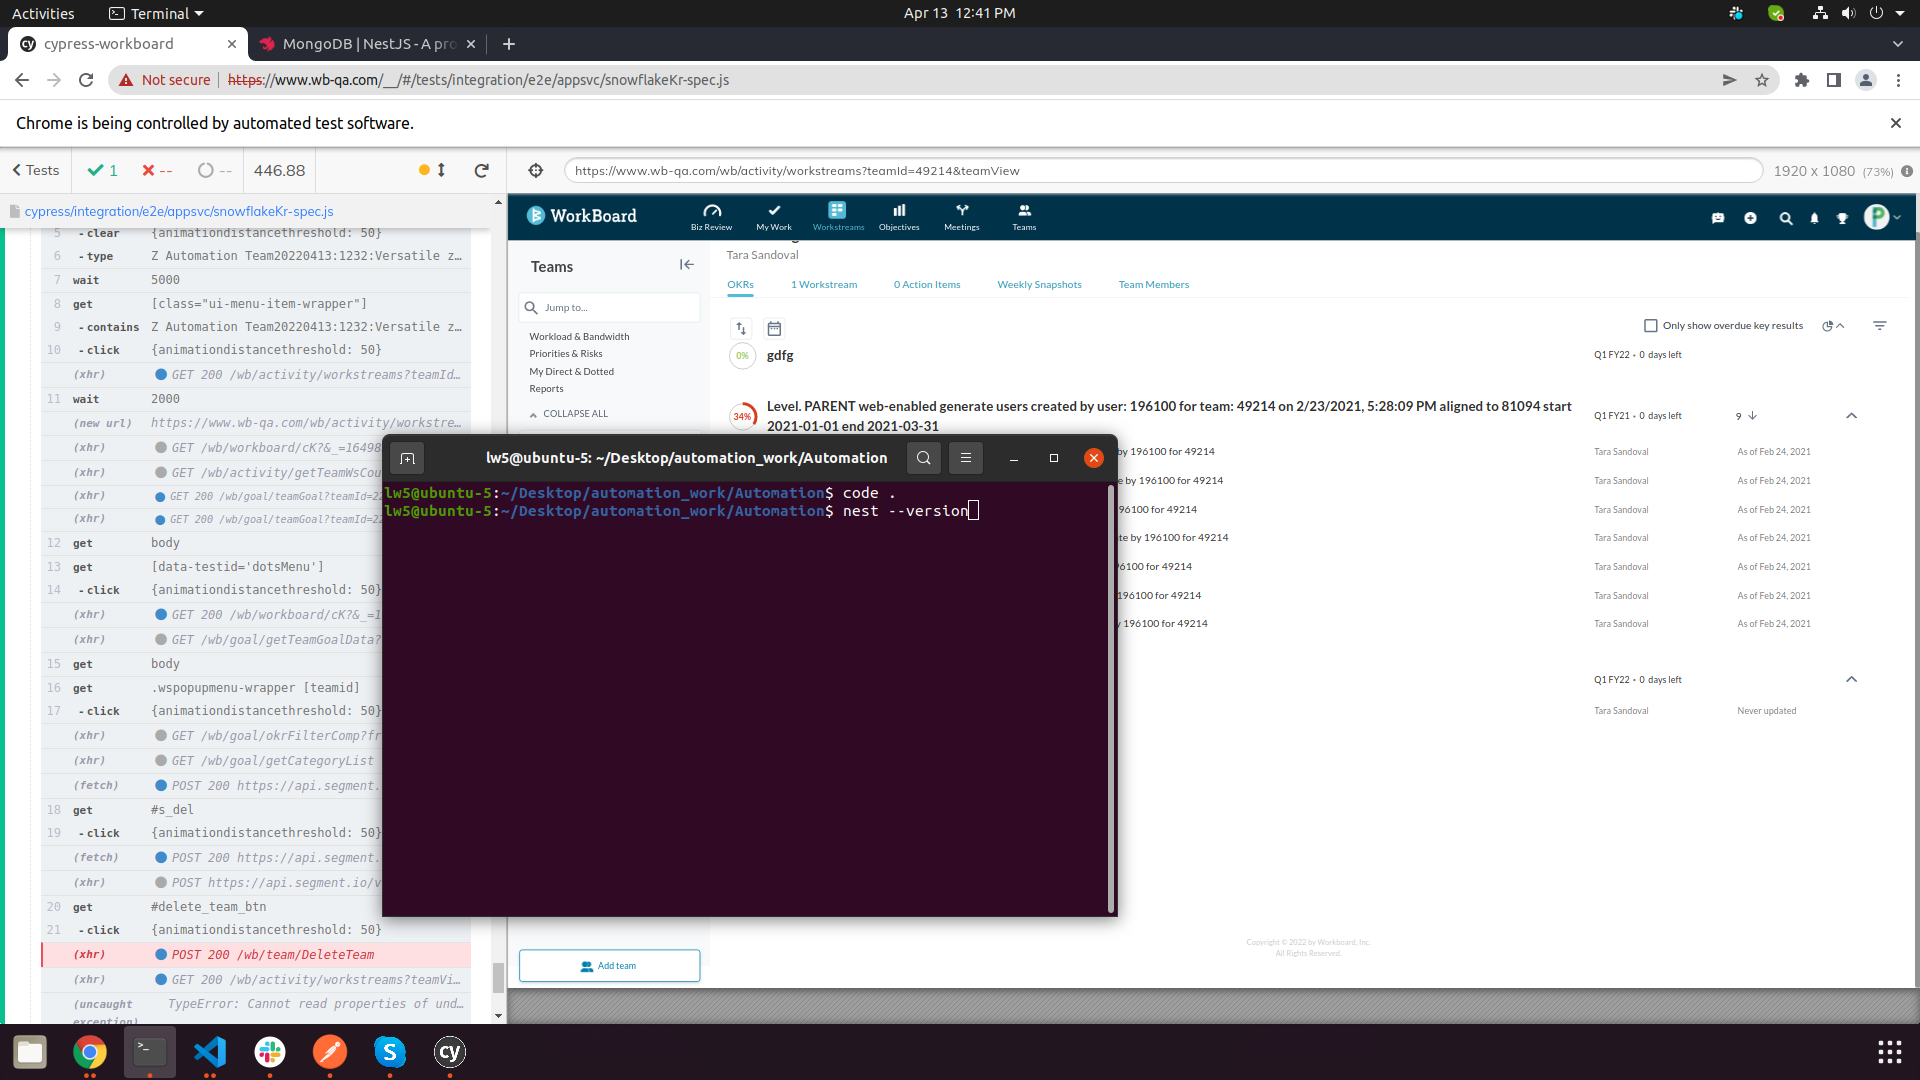 Activities
Terminal
Apr 13 12:41 PM
cypress-workboard
MongoDB | NestJS - A pro
Not secure
https://www.wb-qa.com/__/#/tests/integration/e2e/appsvc/snowflakeKr-spec.js
Chrome is being controlled by automated test software.
Tests
1
--
--
446.88
https://www.wb-qa.com/wb/activity/workstreams?teamId=49214&teamView
1920 x 1080 (73%)
cypress/integration/e2e/appsvc/snowflakeKr-spec.js
5 - clear {animationdistancethreshold: 50}
6 - type Z Automation Team20220413:1232:Versatile z…
7 wait 5000
8 get [class="ui-menu-item-wrapper"]
9 - contains Z Automation Team20220413:1232:Versatile z…
10 - click {animationdistancethreshold: 50}
(xhr) GET 200 /wb/activity/workstreams?teamId…
11 wait 2000
(new url) https://www.wb-qa.com/wb/activity/workstre…
(xhr) GET /wb/workboard/cK?&_=16498
(xhr) GET /wb/activity/getTeamWsCou
(xhr) GET 200 /wb/goal/teamGoal?teamId=22
(xhr) GET 200 /wb/goal/teamGoal?teamId=22
12 get body
13 get [data-testid='dotsMenu']
14 - click {animationdistancethreshold: 50}
(xhr) GET 200 /wb/workboard/cK?&_=1
(xhr) GET /wb/goal/getTeamGoalData?
15 get body
16 get .wspopupmenu-wrapper [teamid]
17 - click {animationdistancethreshold: 50}
(xhr) GET /wb/goal/okrFilterComp?fr
(xhr) GET /wb/goal/getCategoryList
(fetch) POST 200 https://api.segment.
18 get #s_del
19 - click {animationdistancethreshold: 50}
(fetch) POST 200 https://api.segment.
(xhr) POST https://api.segment.io/v
20 get #delete_team_btn
21 - click {animationdistancethreshold: 50}
(xhr) POST 200 /wb/team/DeleteTeam
(xhr) GET 200 /wb/activity/workstreams?teamVi…
(uncaught exception) TypeError: Cannot read properties of und…
WorkBoard
Biz Review
My Work
Workstreams
Objectives
Meetings
Teams
P
Teams
Jump to...
Workload & Bandwidth
Priorities & Risks
My Direct & Dotted
Reports
COLLAPSE ALL
Add team
Tara Sandoval
OKRs
1 Workstream
0 Action Items
Weekly Snapshots
Team Members
Only show overdue key results
0% gdfg
Q1 FY22 • 0 days left
34% Level. PARENT web-enabled generate users created by user: 196100 for team: 49214 on 2/23/2021, 5:28:09 PM aligned to 81094 start
2021-01-01 end 2021-03-31
Q1 FY21 • 0 days left
9
by 196100 for 49214 Tara Sandoval As of Feb 24, 2021
e by 196100 for 49214 Tara Sandoval As of Feb 24, 2021
96100 for 49214 Tara Sandoval As of Feb 24, 2021
te by 196100 for 49214 Tara Sandoval As of Feb 24, 2021
96100 for 49214 Tara Sandoval As of Feb 24, 2021
196100 for 49214 Tara Sandoval As of Feb 24, 2021
y 196100 for 49214 Tara Sandoval As of Feb 24, 2021
Q1 FY22 • 0 days left
Tara Sandoval Never updated
Copyright © 2022 by Workboard, Inc.
All Rights Reserved.
lw5@ubuntu-5: ~/Desktop/automation_work/Automation
lw5@ubuntu-5:~/Desktop/automation_work/Automation$ code .
lw5@ubuntu-5:~/Desktop/automation_work/Automation$ nest --version